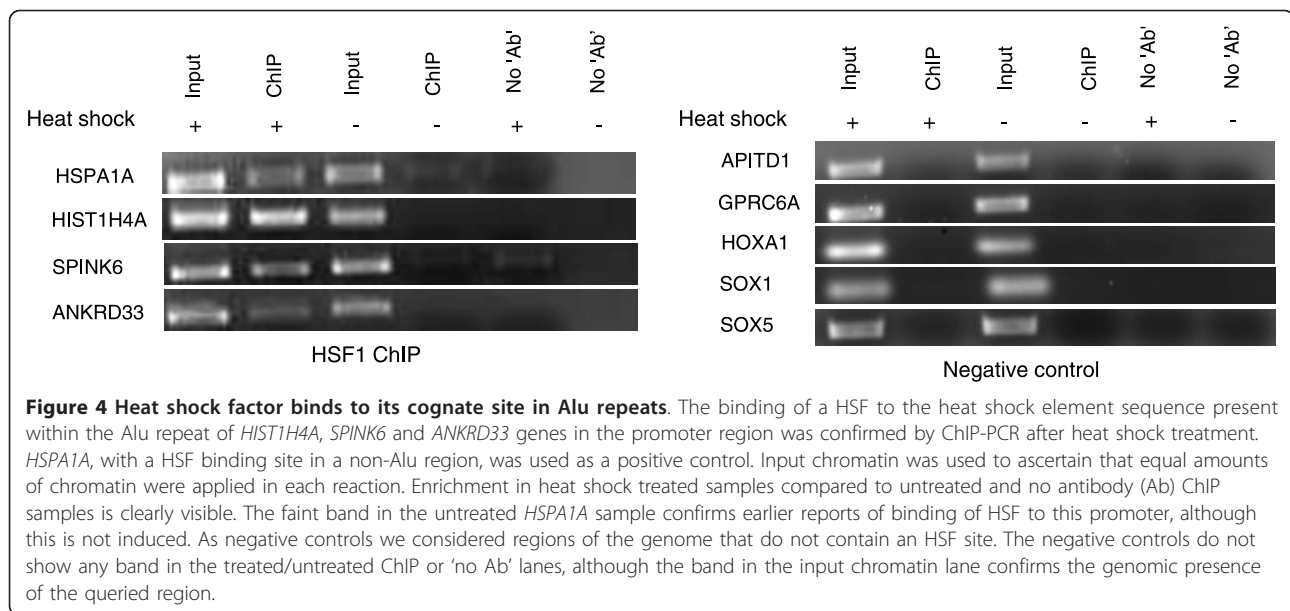 Input ChIP Input ChIP No 'Ab' No 'Ab'
Heat shock + + - - + -
HSPA1A
HIST1H4A
SPINK6
ANKRD33
HSF1 ChIP
Input ChIP Input ChIP No 'Ab' No 'Ab'
Heat shock + + - - + -
APITD1
GPRC6A
HOXA1
SOX1
SOX5
Negative control
Figure 4 Heat shock factor binds to its cognate site in Alu repeats. The binding of a HSF to the heat shock element sequence present
within the Alu repeat of HIST1H4A, SPINK6 and ANKRD33 genes in the promoter region was confirmed by ChIP-PCR after heat shock treatment.
HSPA1A, with a HSF binding site in a non-Alu region, was used as a positive control. Input chromatin was used to ascertain that equal amounts
of chromatin were applied in each reaction. Enrichment in heat shock treated samples compared to untreated and no antibody (Ab) ChIP
samples is clearly visible. The faint band in the untreated HSPA1A sample confirms earlier reports of binding of HSF to this promoter, although
this is not induced. As negative controls we considered regions of the genome that do not contain an HSF site. The negative controls do not
show any band in the treated/untreated ChIP or ‘no Ab’ lanes, although the band in the input chromatin lane confirms the genomic presence
of the queried region.